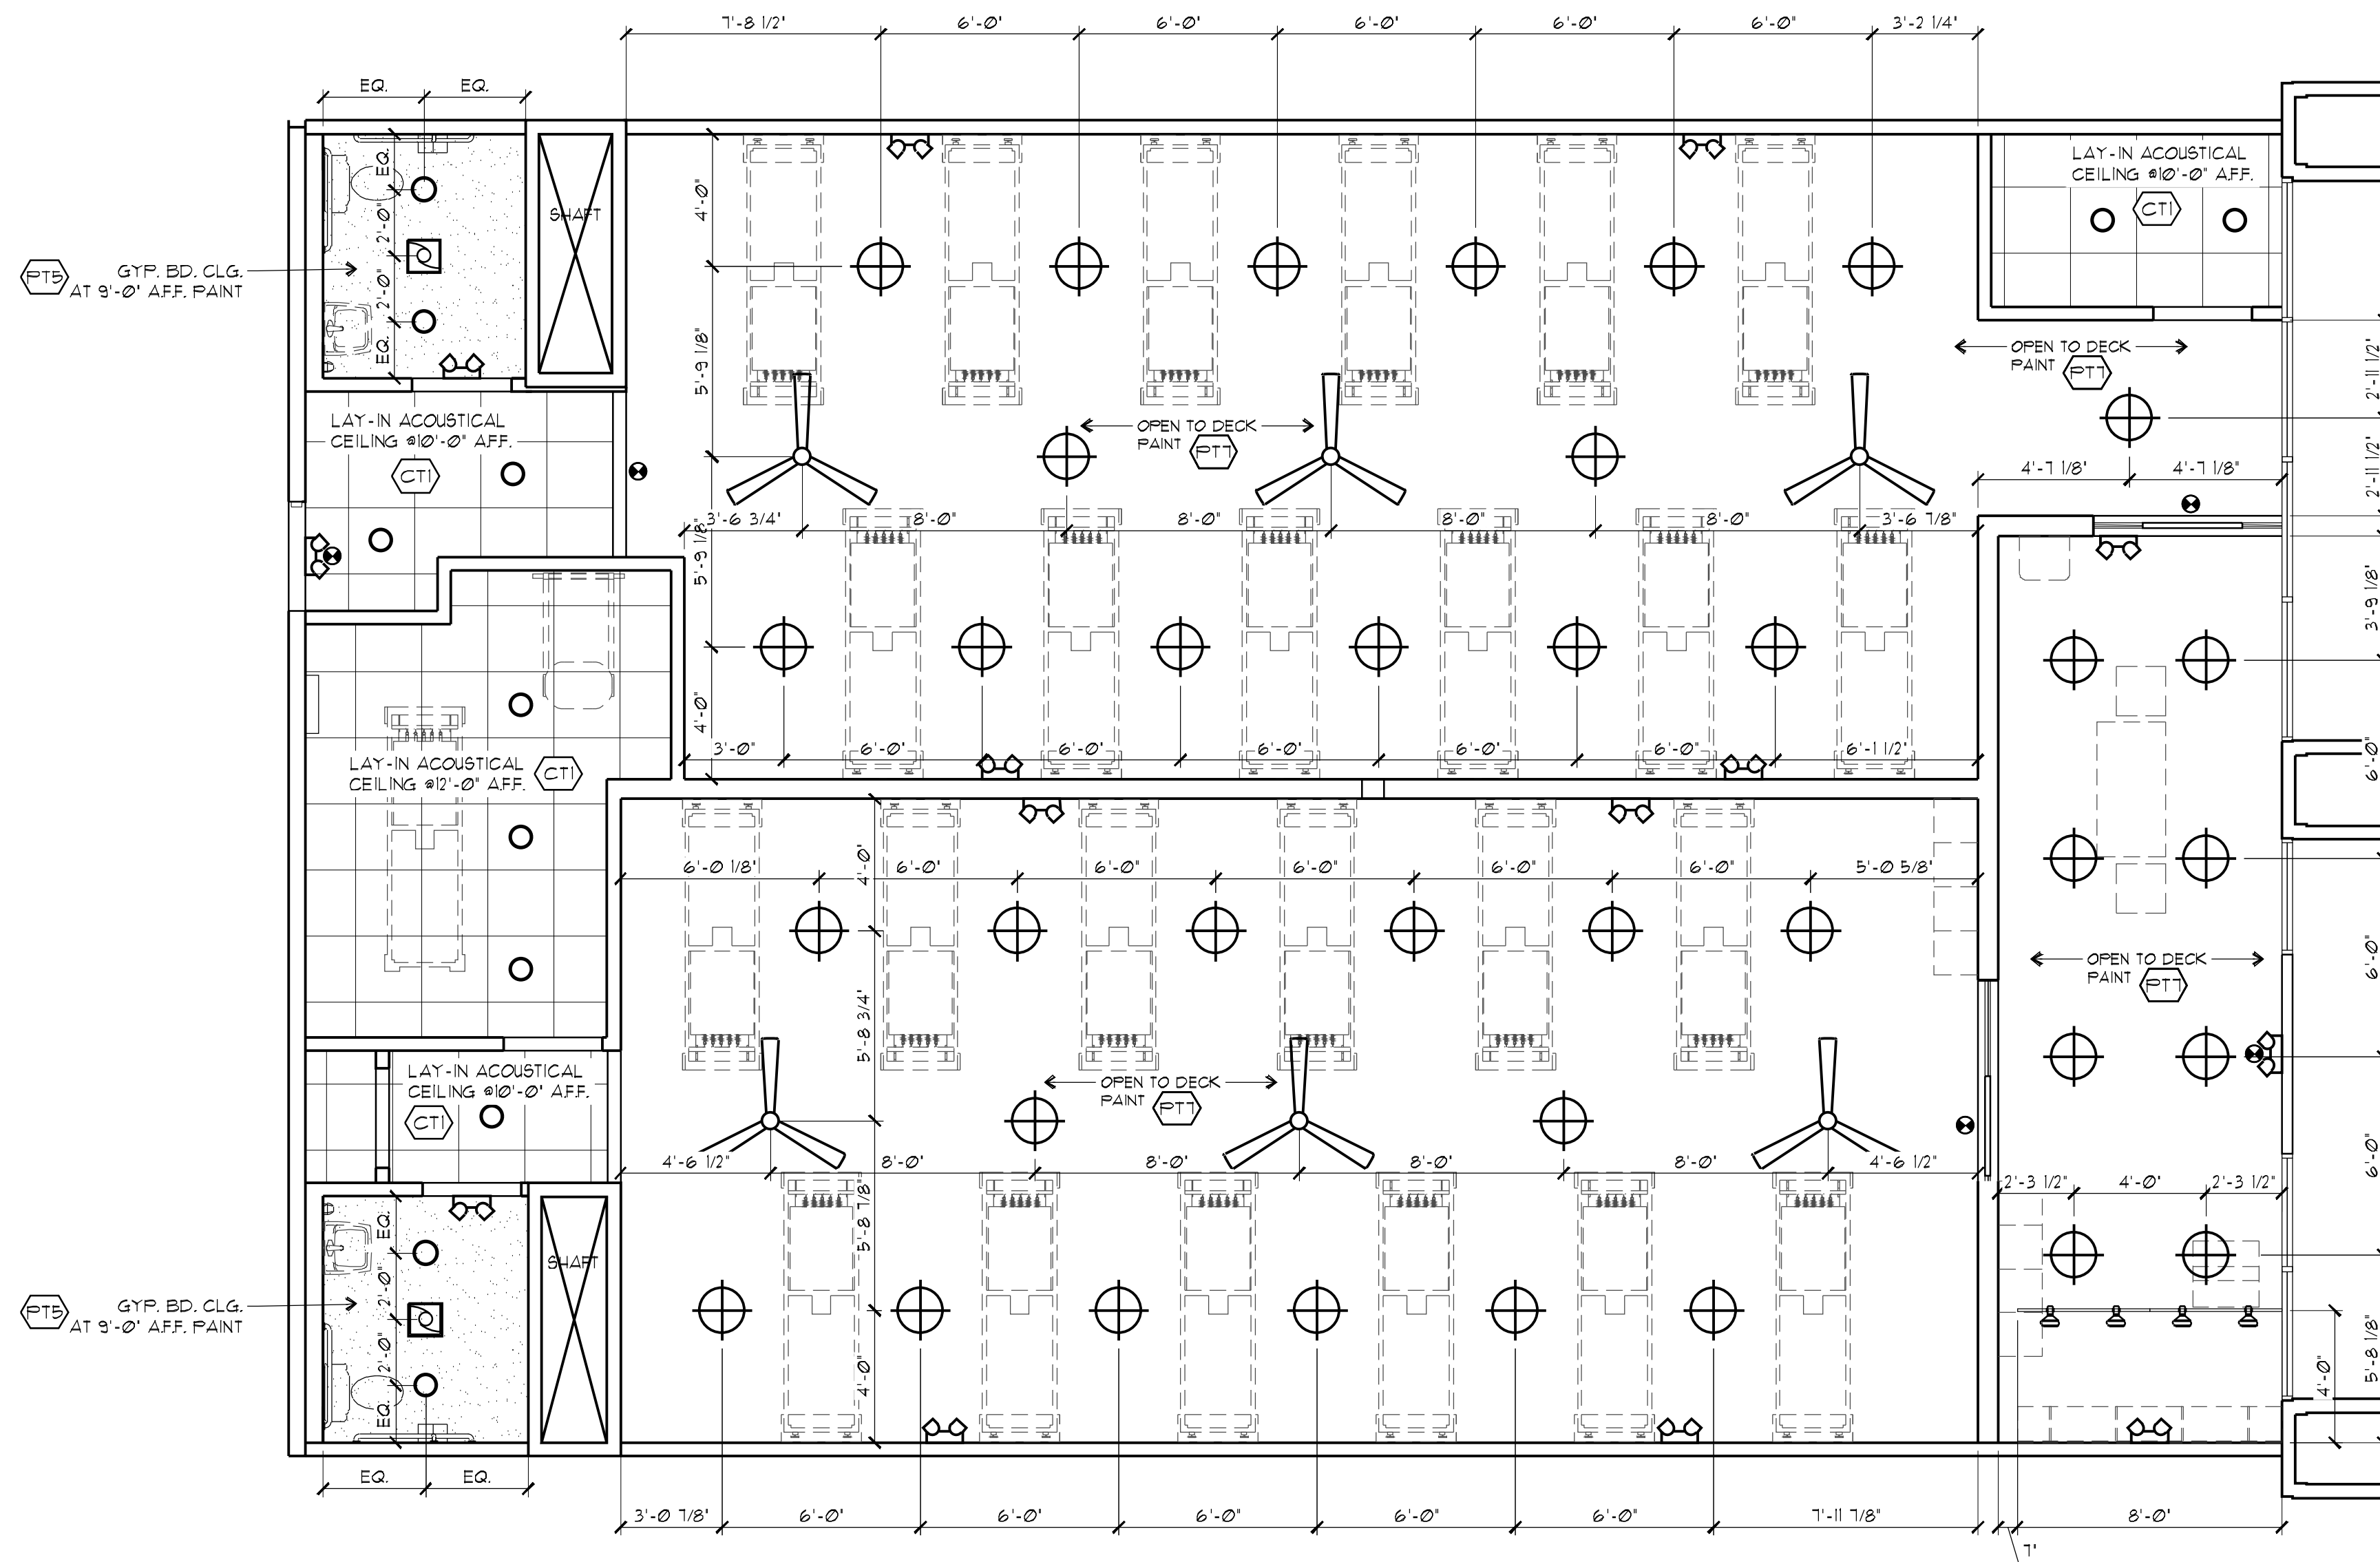 7'-8 1/2"
6'-0"
6'-0"
6'-0"
6'-0"
6'-0"
3'-2 1/4"
EQ.
EQ.
EQ.
2'-0"
2'-0"
EQ.
SHAFT
PT5
GYP. BD. CLG.
AT 9'-0" A.F.F. PAINT
4'-0"
5'-9 1/8"
5'-9 1/8"
4'-0"
LAY-IN ACOUSTICAL
CEILING @10'-0" A.F.F.
CT1
OPEN TO DECK
PAINT
PT7
2'-11 1/2"
2'-11 1/2"
3'-9 1/8"
6'-0"
6'-0"
6'-0"
5'-8 1/8"
LAY-IN ACOUSTICAL
CEILING @10'-0" A.F.F.
CT1
OPEN TO DECK
PAINT
PT7
4'-7 1/8"
4'-7 1/8"
3'-6 3/4"
8'-0"
8'-0"
8'-0"
8'-0"
3'-6 7/8"
3'-0"
6'-0"
6'-0"
6'-0"
6'-0"
6'-0"
6'-1 1/2"
LAY-IN ACOUSTICAL
CEILING @12'-0" A.F.F.
CT1
6'-0 1/8"
6'-0"
6'-0"
6'-0"
6'-0"
6'-0"
5'-0 5/8"
4'-0"
5'-8 3/4"
5'-8 7/8"
4'-0"
OPEN TO DECK
PAINT
PT7
LAY-IN ACOUSTICAL
CEILING @10'-0" A.F.F.
CT1
OPEN TO DECK
PAINT
PT7
4'-6 1/2"
8'-0"
8'-0"
8'-0"
8'-0"
4'-6 1/2"
2'-3 1/2"
4'-0"
2'-3 1/2"
EQ.
2'-0"
2'-0"
EQ.
SHAFT
PT5
GYP. BD. CLG.
AT 9'-0" A.F.F. PAINT
4'-0"
EQ.
EQ.
3'-0 7/8"
6'-0"
6'-0"
6'-0"
6'-0"
6'-0"
7'-11 7/8"
8'-0"
7"